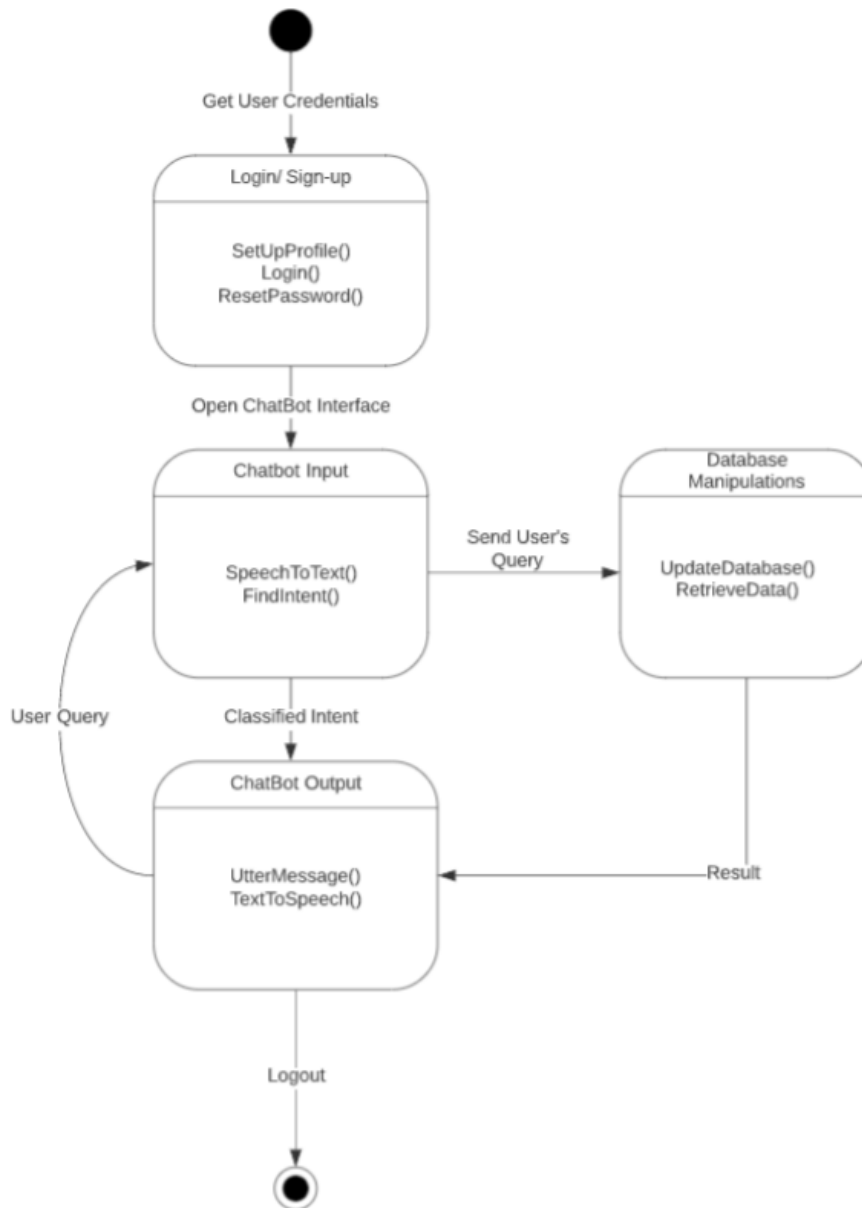 Get User Credentials
Login/ Sign-up
SetUpProfile()
Login()
ResetPassword()
Open ChatBot Interface
Chatbot Input
SpeechToText()
FindIntent()
Send User's
Query
Database
Manipulations
UpdateDatabase()
RetrieveData()
User Query
Classified Intent
ChatBot Output
UtterMessage()
TextToSpeech()
Result
Logout